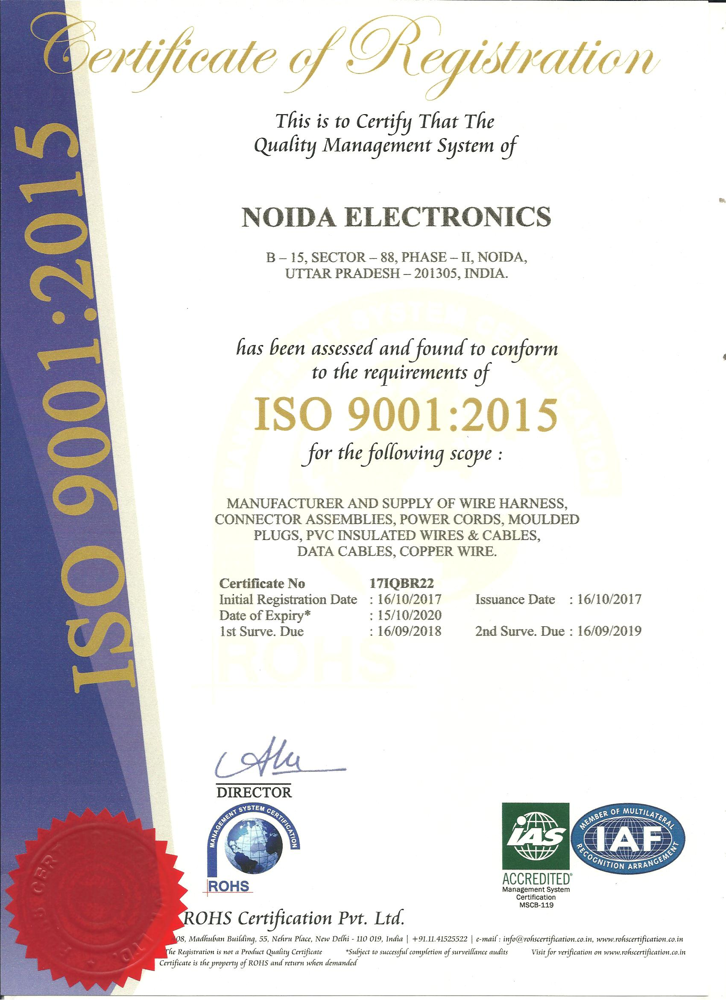 Certificate of Registration
This is to Certify That The
Quality Management System of
NOIDA ELECTRONICS
B – 15, SECTOR – 88, PHASE – II, NOIDA,
UTTAR PRADESH – 201305, INDIA.
has been assessed and found to conform
to the requirements of
ISO 9001:2015
for the following scope :
MANUFACTURER AND SUPPLY OF WIRE HARNESS,
CONNECTOR ASSEMBLIES, POWER CORDS, MOULDED
PLUGS, PVC INSULATED WIRES & CABLES,
DATA CABLES, COPPER WIRE.
Certificate No 17IQBR22
Initial Registration Date : 16/10/2017 Issuance Date : 16/10/2017
Date of Expiry* : 15/10/2020
1st Surve. Due : 16/09/2018 2nd Surve. Due : 16/09/2019
ISO 9001:2015
ROHS
DIRECTOR
MANAGEMENT SYSTEM CERTIFICATION
ROHS
IAS
ACCREDITED®
Management System
Certification
MSCB-119
MEMBER OF MULTILATERAL
IAF
RECOGNITION ARRANGEMENT
ROHS Certification Pvt. Ltd.
08, Madhuban Building, 55, Nehru Place, New Delhi - 110 019, India | +91.11.41525522 | e-mail : info@rohscertification.co.in, www.rohscertification.co.in
The Registration is not a Product Quality Certificate *Subject to successful completion of surveillance audits Visit for verification on www.rohscertification.co.in
Certificate is the property of ROHS and return when demanded